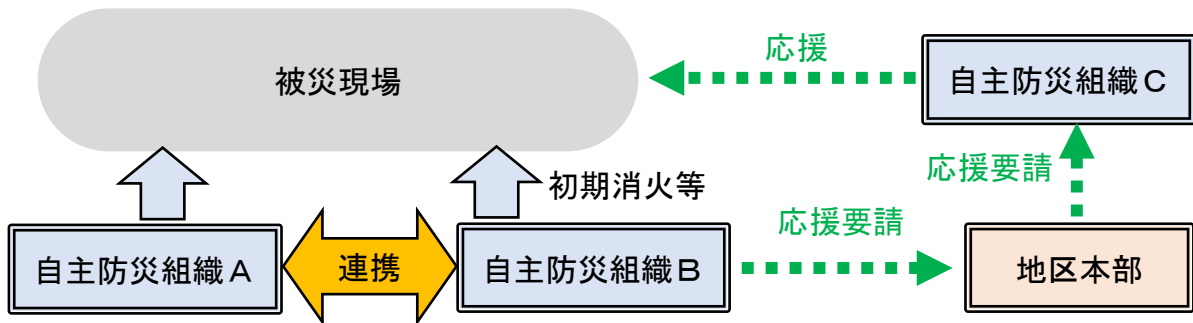 応援
被災現場
自主防災組織C
応援要請
初期消火等
応援要請
自主防災組織A
連携
自主防災組織B
地区本部